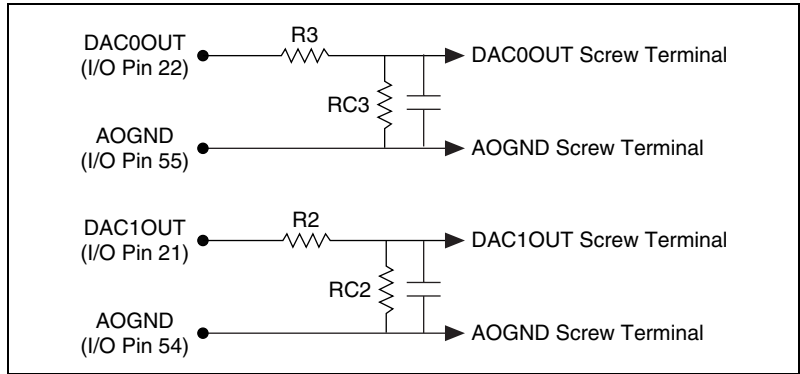 R3
DAC0OUT
(I/O Pin 22)
DAC0OUT Screw Terminal
RC3
AOGND
(I/O Pin 55)
AOGND Screw Terminal
R2
DAC1OUT
(I/O Pin 21)
DAC1OUT Screw Terminal
RC2
AOGND
(I/O Pin 54)
AOGND Screw Terminal